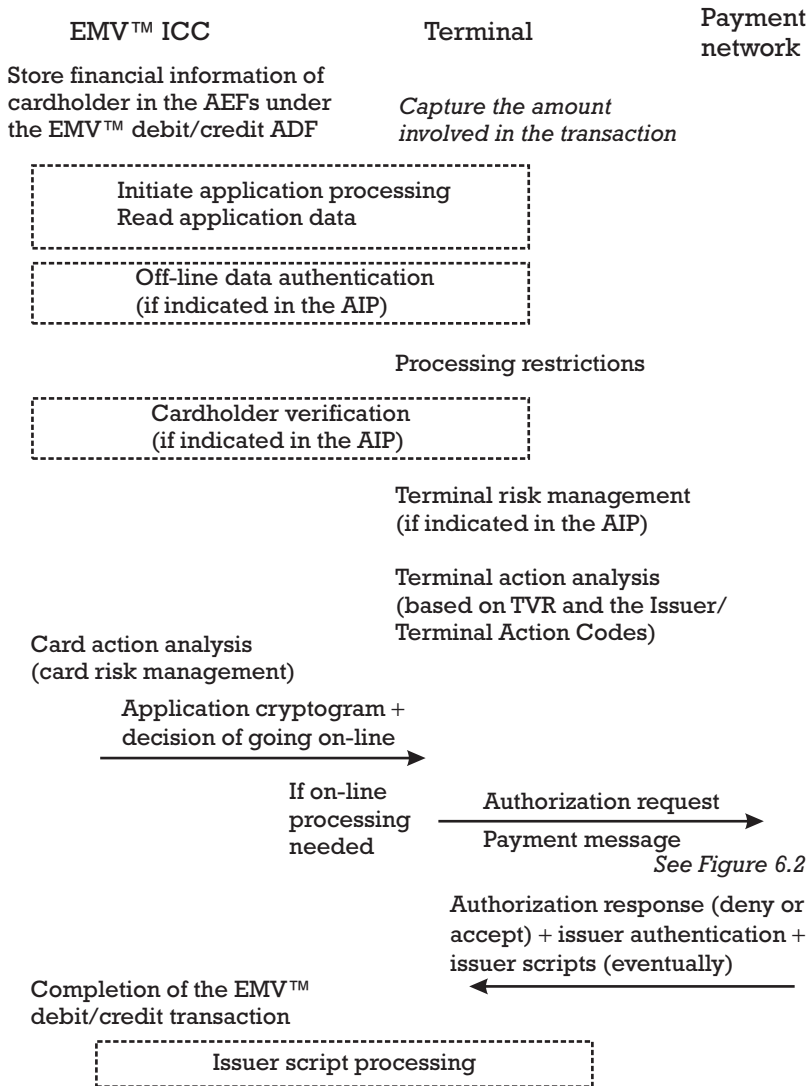 EMV™ ICC
Terminal
Payment
network
Store financial information of
cardholder in the AEFs under
the EMV™ debit/credit ADF
Capture the amount
involved in the transaction
Initiate application processing
Read application data
Off-line data authentication
(if indicated in the AIP)
Processing restrictions
Cardholder verification
(if indicated in the AIP)
Terminal risk management
(if indicated in the AIP)
Terminal action analysis
(based on TVR and the Issuer/
Terminal Action Codes)
Card action analysis
(card risk management)
Application cryptogram +
decision of going on-line
If on-line
processing
needed
Authorization request
Payment message
See Figure 6.2
Authorization response (deny or
accept) + issuer authentication +
issuer scripts (eventually)
Completion of the EMV™
debit/credit transaction
Issuer script processing